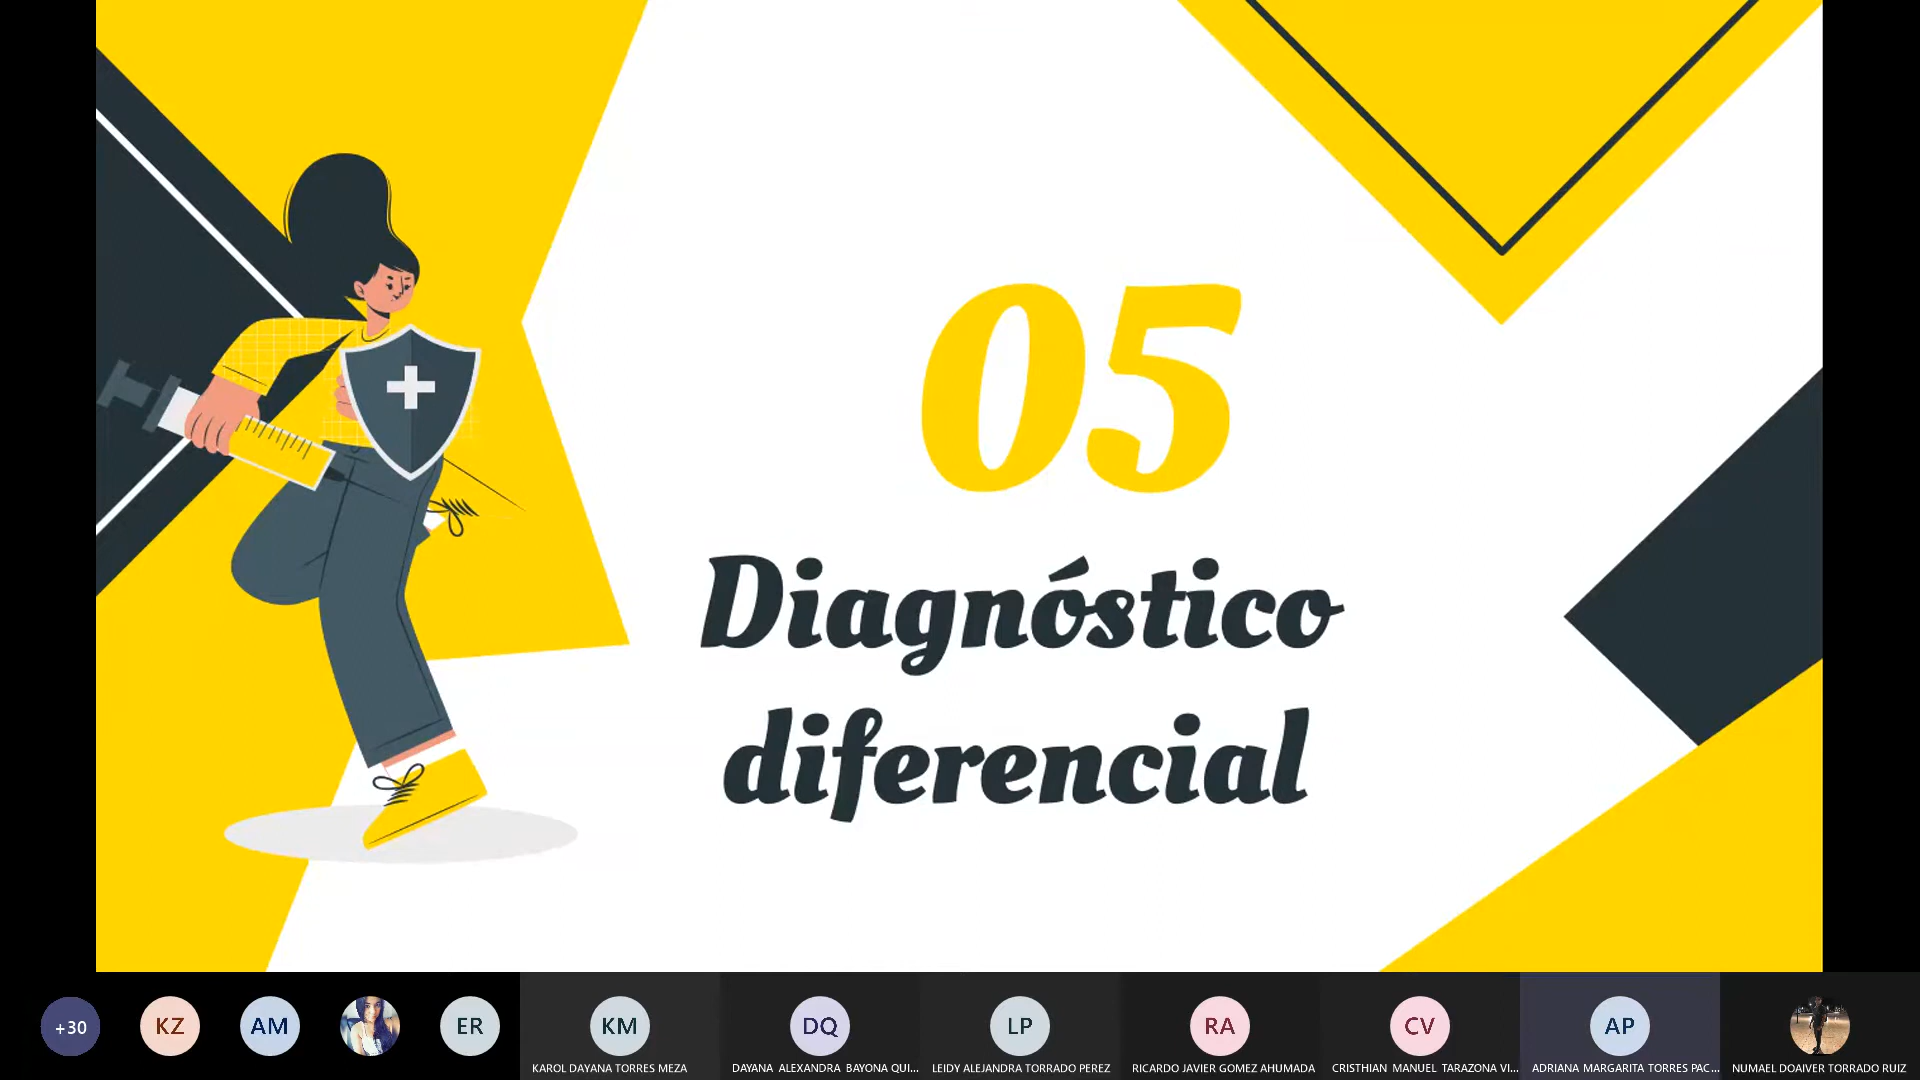 05
Diagnóstico
diferencial
+30
KZ
AM
ER
KM
DQ
LP
RA
CV
AP
KAROL DAYANA TORRES MEZA
DAYANA ALEXANDRA BAYONA QUI...
LEIDY ALEJANDRA TORRADO PEREZ
RICARDO JAVIER GOMEZ AHUMADA
CRISTHIAN MANUEL TARAZONA VI...
ADRIANA MARGARITA TORRES PAC...
NUMAEL DOAIVER TORRADO RUIZ